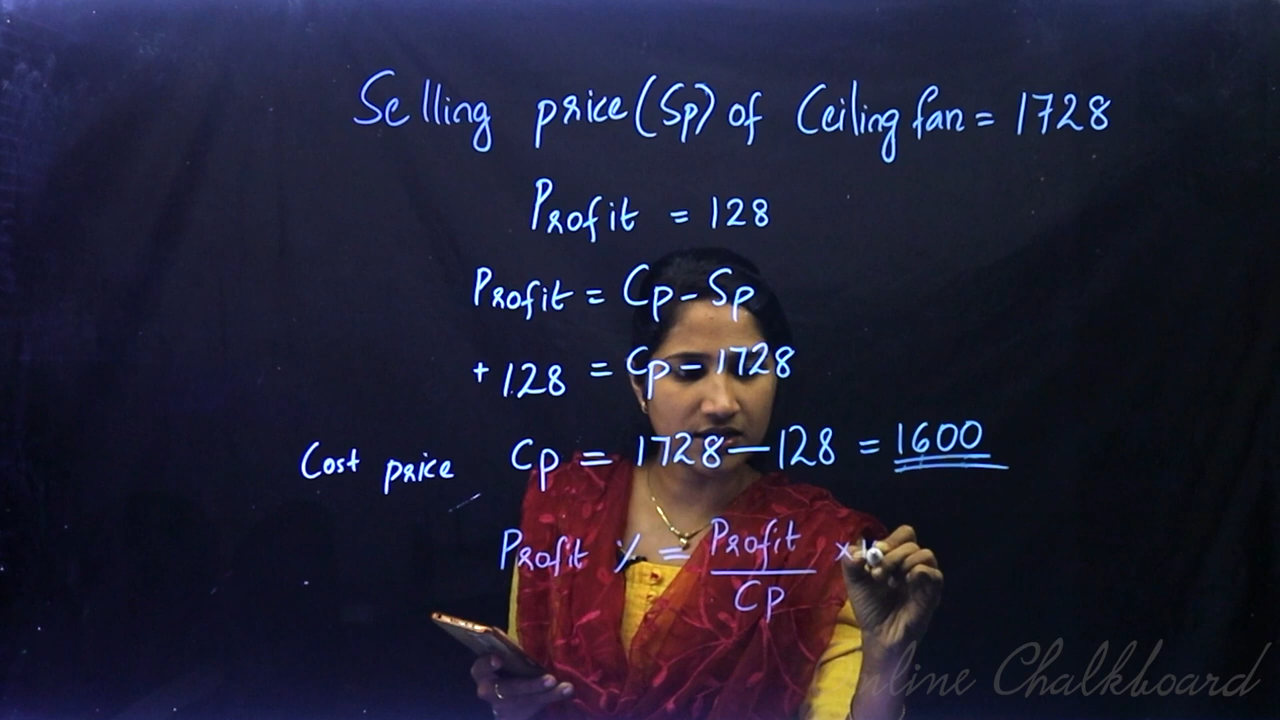 Selling price (Sp) of Ceiling fan = 1728
Profit = 128
Profit = Cp - Sp
+ 128 = Cp - 1728
Cost price Cp = 1728 - 128 = 1600
Profit % = Profit / Cp × 1
Online Chalkboard